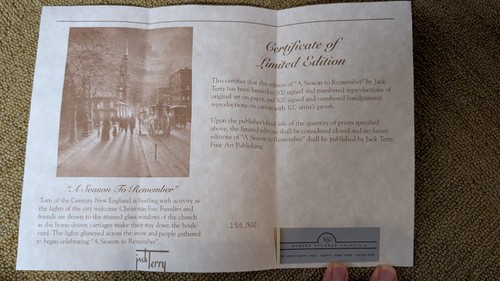 Certificate of
Limited Edition
This certifies that this edition of "A Season to Remember" by Jack
Terry has been limited to 500 signed and numbered reproductions of
original art on paper, and 300 signed and numbered handpainted
reproductions on canvas with 100 artist's proofs.
Upon the publisher's final sale of the quantity of prints specified
above, the limited edition shall be considered closed and no future
editions of "A Season to Remember" shall be published by Jack Terry
Fine Art Publishing.
"A Season To Remember"
Turn of the Century New England is bustling with activity as
the lights of the city welcome Christmas Eve. Families and
friends are drawn to the stained glass windows of the church
as the horse drawn carriages make their way down the boule-
vard. The lights glistened across the snow and people gathered
to begin celebrating "A Season to Remember".
Jack
Terry
156/500